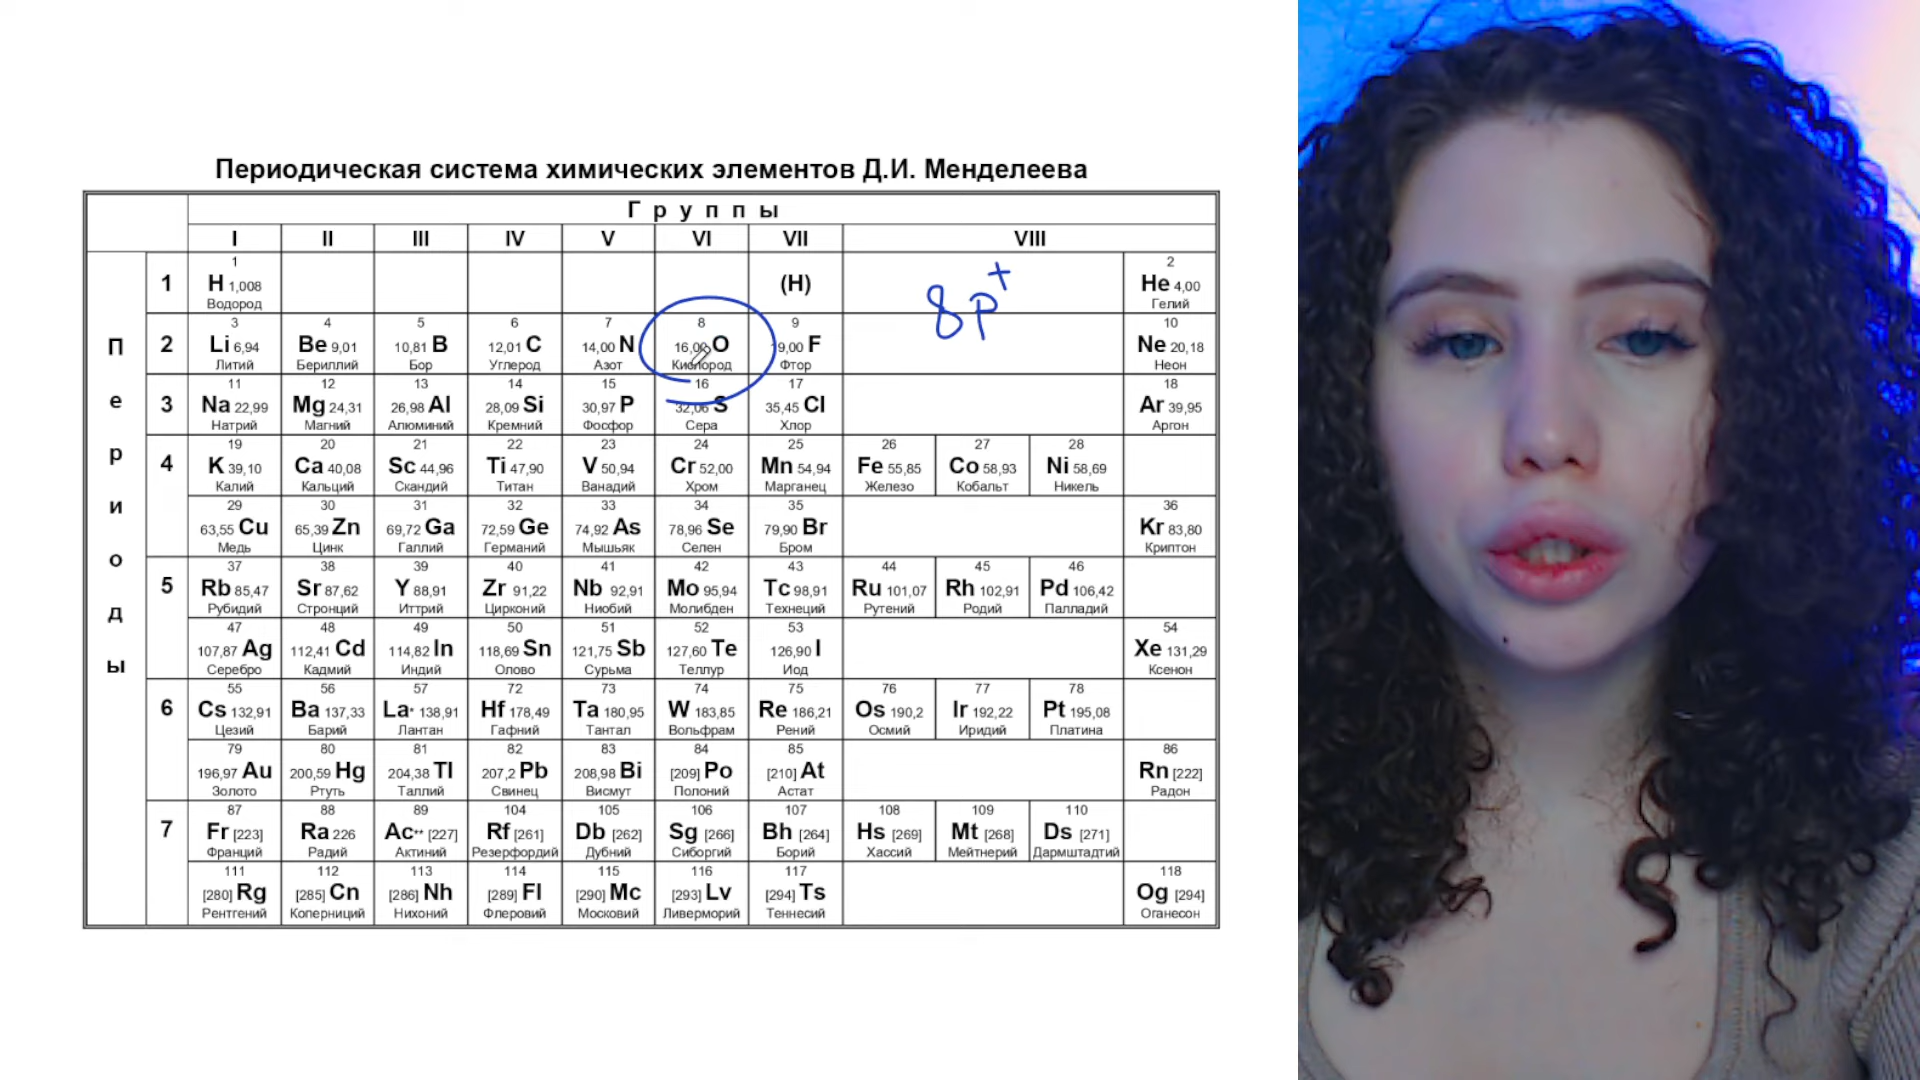 Периодическая система химических элементов Д.И. Менделеева
Группы
I II III IV V VI VII VIII
Периоды
1 2
1 H 1,008 (H) 8p+ He 4,00
Водород Гелий
3 4 5 6 7 8 9 10
2 Li 6,94 Be 9,01 10,81 B 12,01 C 14,00 N 16,00 O 19,00 F Ne 20,18
Литий Бериллий Бор Углерод Азот Кислород Фтор Неон
11 12 13 14 15 16 17 18
3 Na 22,99 Mg 24,31 26,98 Al 28,09 Si 30,97 P 32,06 S 35,45 Cl Ar 39,95
Натрий Магний Алюминий Кремний Фосфор Сера Хлор Аргон
19 20 21 22 23 24 25 26 27 28
4 K 39,10 Ca 40,08 Sc 44,96 Ti 47,90 V 50,94 Cr 52,00 Mn 54,94 Fe 55,85 Co 58,93 Ni 58,69
Калий Кальций Скандий Титан Ванадий Хром Марганец Железо Кобальт Никель
29 30 31 32 33 34 35 36
63,55 Cu 65,39 Zn 69,72 Ga 72,59 Ge 74,92 As 78,96 Se 79,90 Br Kr 83,80
Медь Цинк Галлий Германий Мышьяк Селен Бром Криптон
37 38 39 40 41 42 43 44 45 46
5 Rb 85,47 Sr 87,62 Y 88,91 Zr 91,22 Nb 92,91 Mo 95,94 Tc 98,91 Ru 101,07 Rh 102,91 Pd 106,42
Рубидий Стронций Иттрий Цирконий Ниобий Молибден Технеций Рутений Родий Палладий
47 48 49 50 51 52 53 54
107,87 Ag 112,41 Cd 114,82 In 118,69 Sn 121,75 Sb 127,60 Te 126,90 I Xe 131,29
Серебро Кадмий Индий Олово Сурьма Теллур Иод Ксенон
55 56 57 72 73 74 75 76 77 78
6 Cs 132,91 Ba 137,33 La* 138,91 Hf 178,49 Ta 180,95 W 183,85 Re 186,21 Os 190,2 Ir 192,22 Pt 195,08
Цезий Барий Лантан Гафний Тантал Вольфрам Рений Осмий Иридий Платина
79 80 81 82 83 84 85 86
196,97 Au 200,59 Hg 204,38 Tl 207,2 Pb 208,98 Bi [209] Po [210] At Rn [222]
Золото Ртуть Таллий Свинец Висмут Полоний Астат Радон
87 88 89 104 105 106 107 108 109 110
7 Fr [223] Ra 226 Ac** [227] Rf [261] Db [262] Sg [266] Bh [264] Hs [269] Mt [268] Ds [271]
Франций Радий Актиний Резерфордий Дубний Сиборгий Борий Хассий Мейтнерий Дармштадтий
111 112 113 114 115 116 117 118
[280] Rg [285] Cn [286] Nh [289] Fl [290] Mc [293] Lv [294] Ts Og [294]
Рентгений Коперниций Нихоний Флеровий Московий Ливерморий Теннесий Оганесон